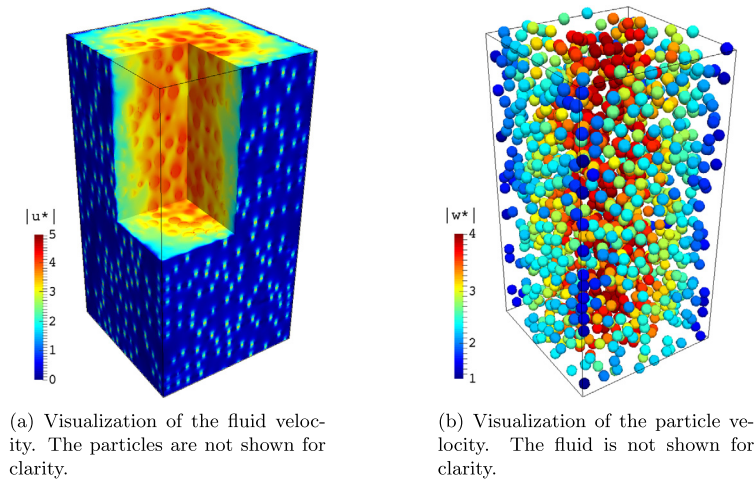 |u*|
5
4
3
2
1
0
(a) Visualization of the fluid veloc-
ity. The particles are not shown for
clarity.
|w*|
4
3
2
1
(b) Visualization of the particle ve-
locity. The fluid is not shown for
clarity.